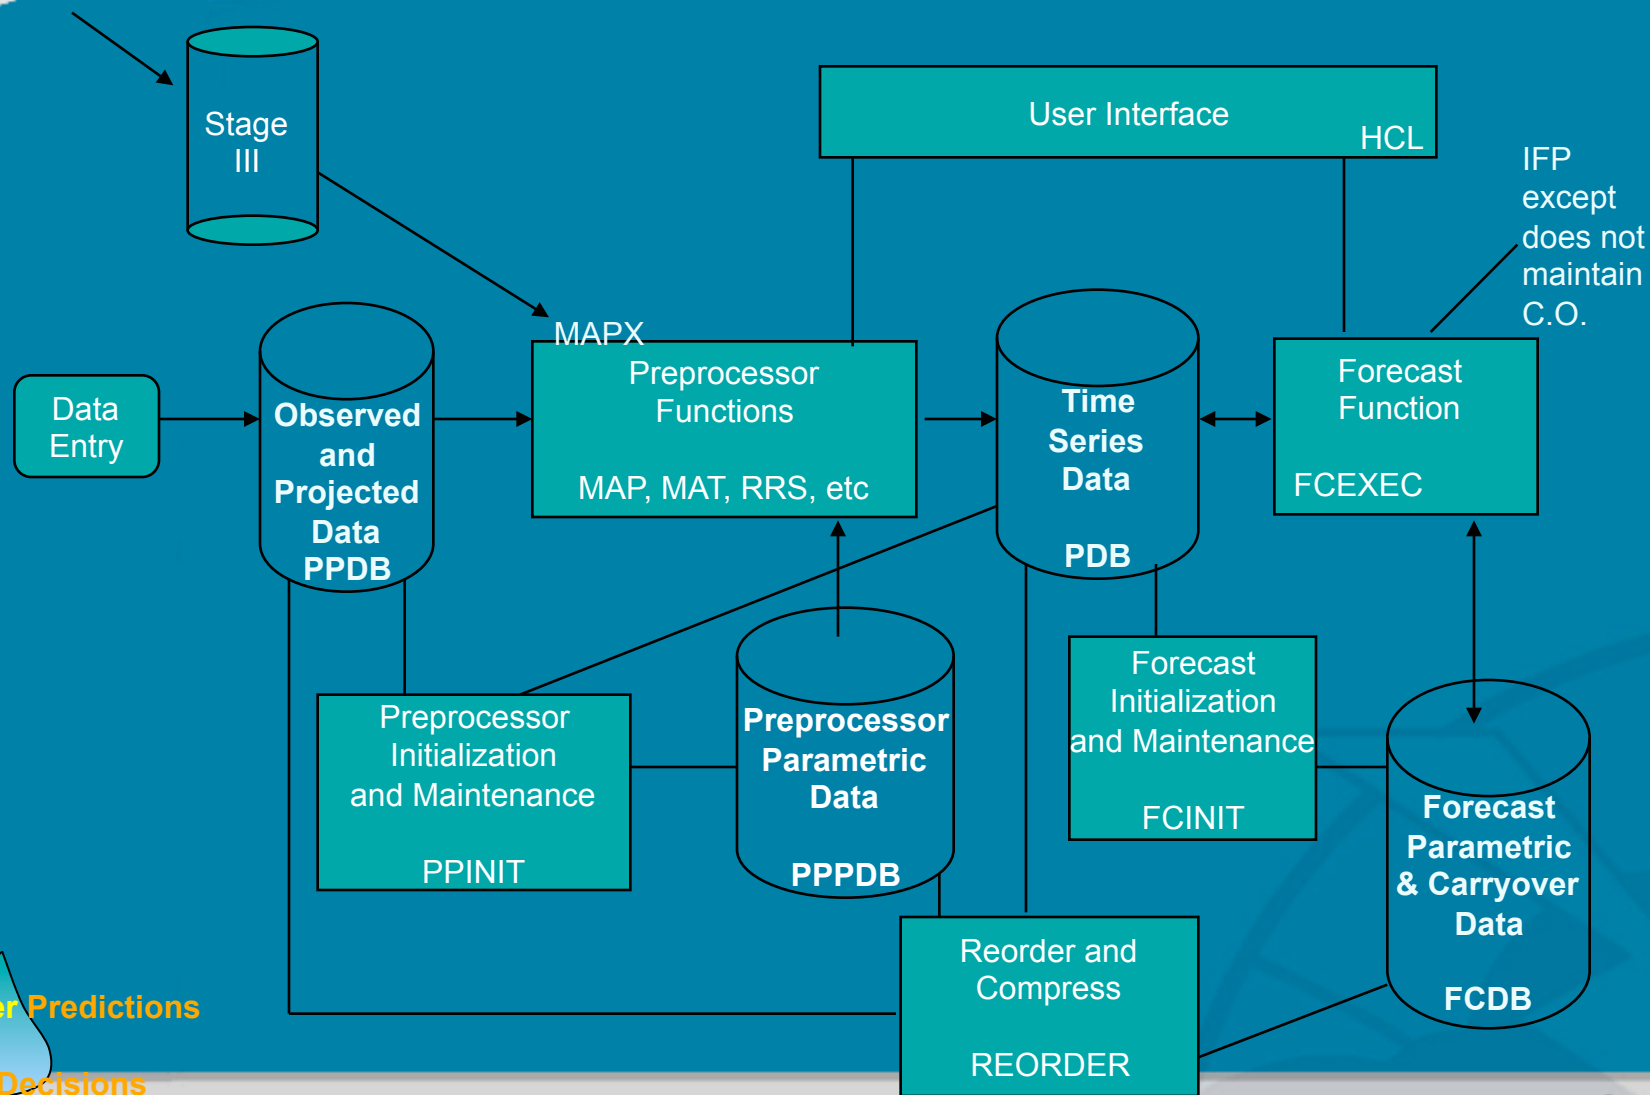 Stage
III
User Interface
HCL
IFP
except
does not
maintain
C.O.
MAPX
Data
Entry
Observed
and
Projected
Data
PPDB
Preprocessor
Functions
MAP, MAT, RRS, etc
Time
Series
Data
PDB
Forecast
Function
FCEXEC
Preprocessor
Initialization
and Maintenance
PPINIT
Preprocessor
Parametric
Data
PPPDB
Forecast
Initialization
and Maintenance
FCINIT
Forecast
Parametric
& Carryover
Data
FCDB
Reorder and
Compress
REORDER
Predictions
Decisions